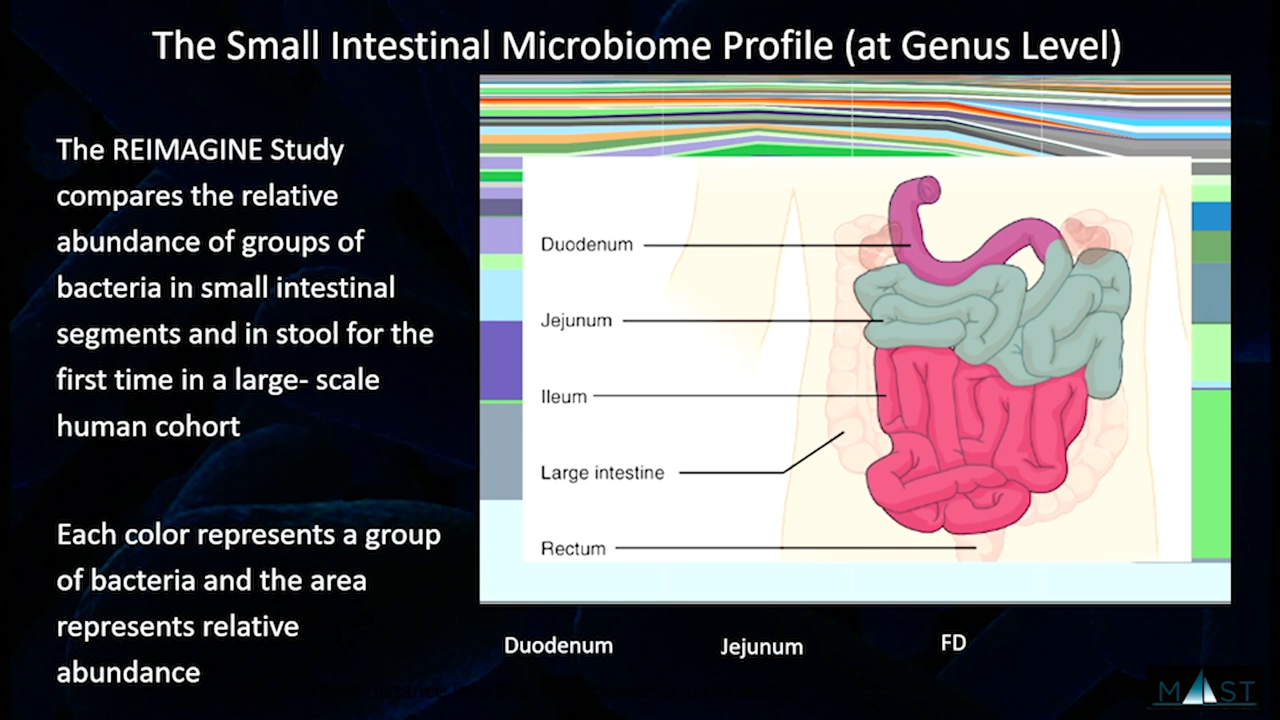 The Small Intestinal Microbiome Profile (at Genus Level)
The REIMAGINE Study
compares the relative
abundance of groups of
bacteria in small intestinal
segments and in stool for the
first time in a large- scale
human cohort
Each color represents a group
of bacteria and the area
represents relative
abundance
Duodenum
Jejunum
Ileum
Large intestine
Rectum
Duodenum
Jejunum
FD
MAST